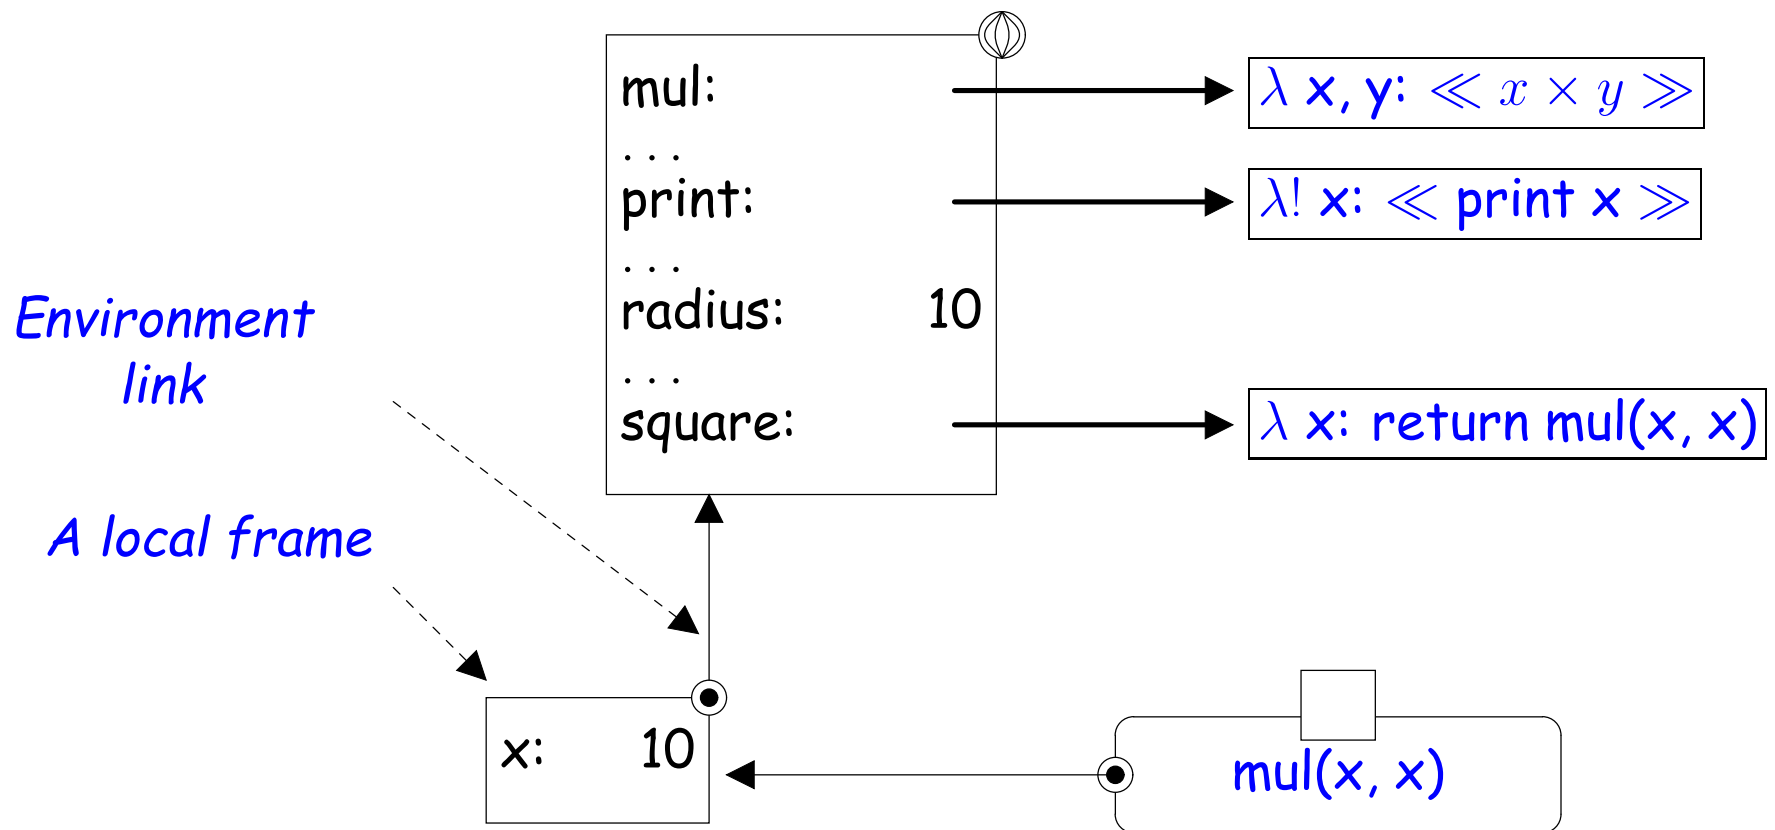 mul:
λ x, y: ≪ x × y ≫
. . .
print:
λ! x: ≪ print x ≫
. . .
radius: 10
. . .
square:
λ x: return mul(x, x)
Environment
link
A local frame
x: 10
mul(x, x)